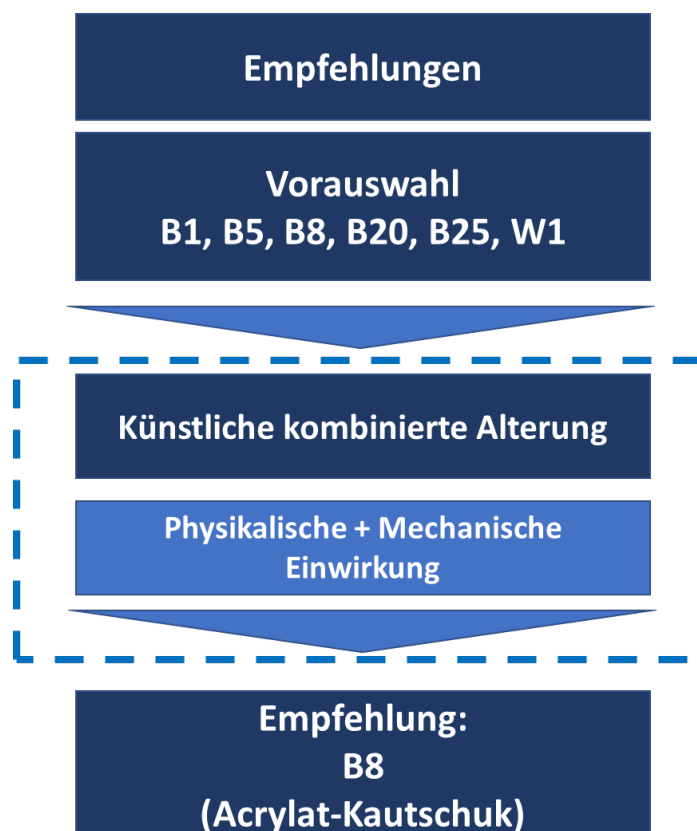 Empfehlungen
Vorauswahl
B1, B5, B8, B20, B25, W1
Künstliche kombinierte Alterung
Physikalische + Mechanische
Einwirkung
Empfehlung:
B8
(Acrylat-Kautschuk)